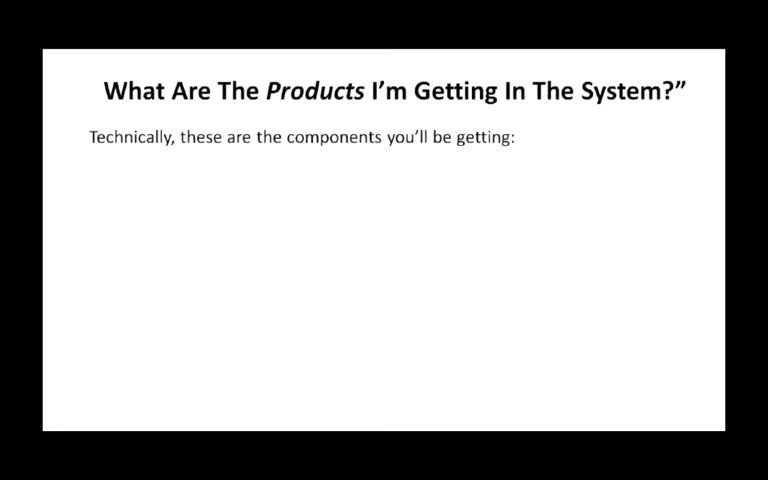 What Are The Products I’m Getting In The System?”
Technically, these are the components you’ll be getting: